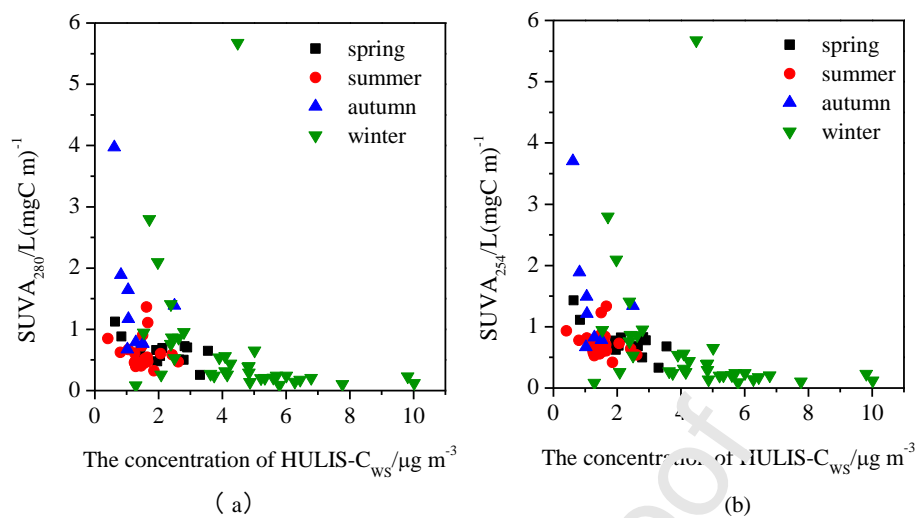 6
5
4
3
2
1
0
0 2 4 6 8 10
SUVA₂₈₀/L(mgC m)⁻¹
spring
summer
autumn
winter
The concentration of HULIS-C_WS/μg m⁻³
(a)
6
5
4
3
2
1
0
0 2 4 6 8 10
SUVA₂₅₄/L(mgC m)⁻¹
spring
summer
autumn
winter
The concentration of HULIS-C_WS/μg m⁻³
(b)